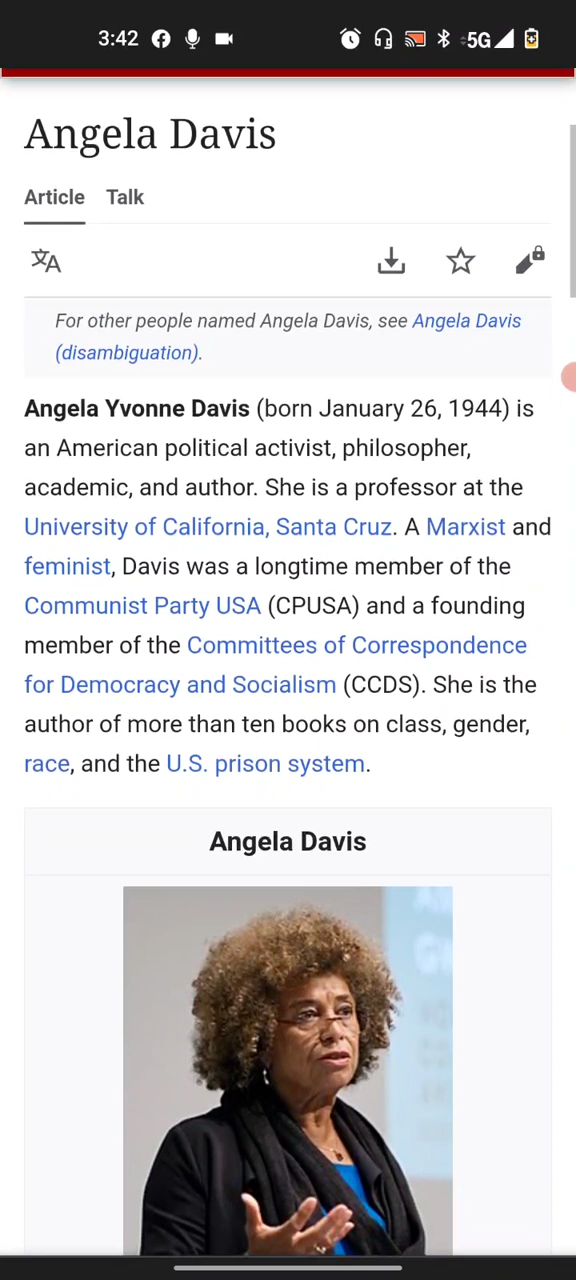 3:42
5G
Angela Davis
Article Talk
For other people named Angela Davis, see Angela Davis
(disambiguation).
Angela Yvonne Davis (born January 26, 1944) is
an American political activist, philosopher,
academic, and author. She is a professor at the
University of California, Santa Cruz. A Marxist and
feminist, Davis was a longtime member of the
Communist Party USA (CPUSA) and a founding
member of the Committees of Correspondence
for Democracy and Socialism (CCDS). She is the
author of more than ten books on class, gender,
race, and the U.S. prison system.
Angela Davis